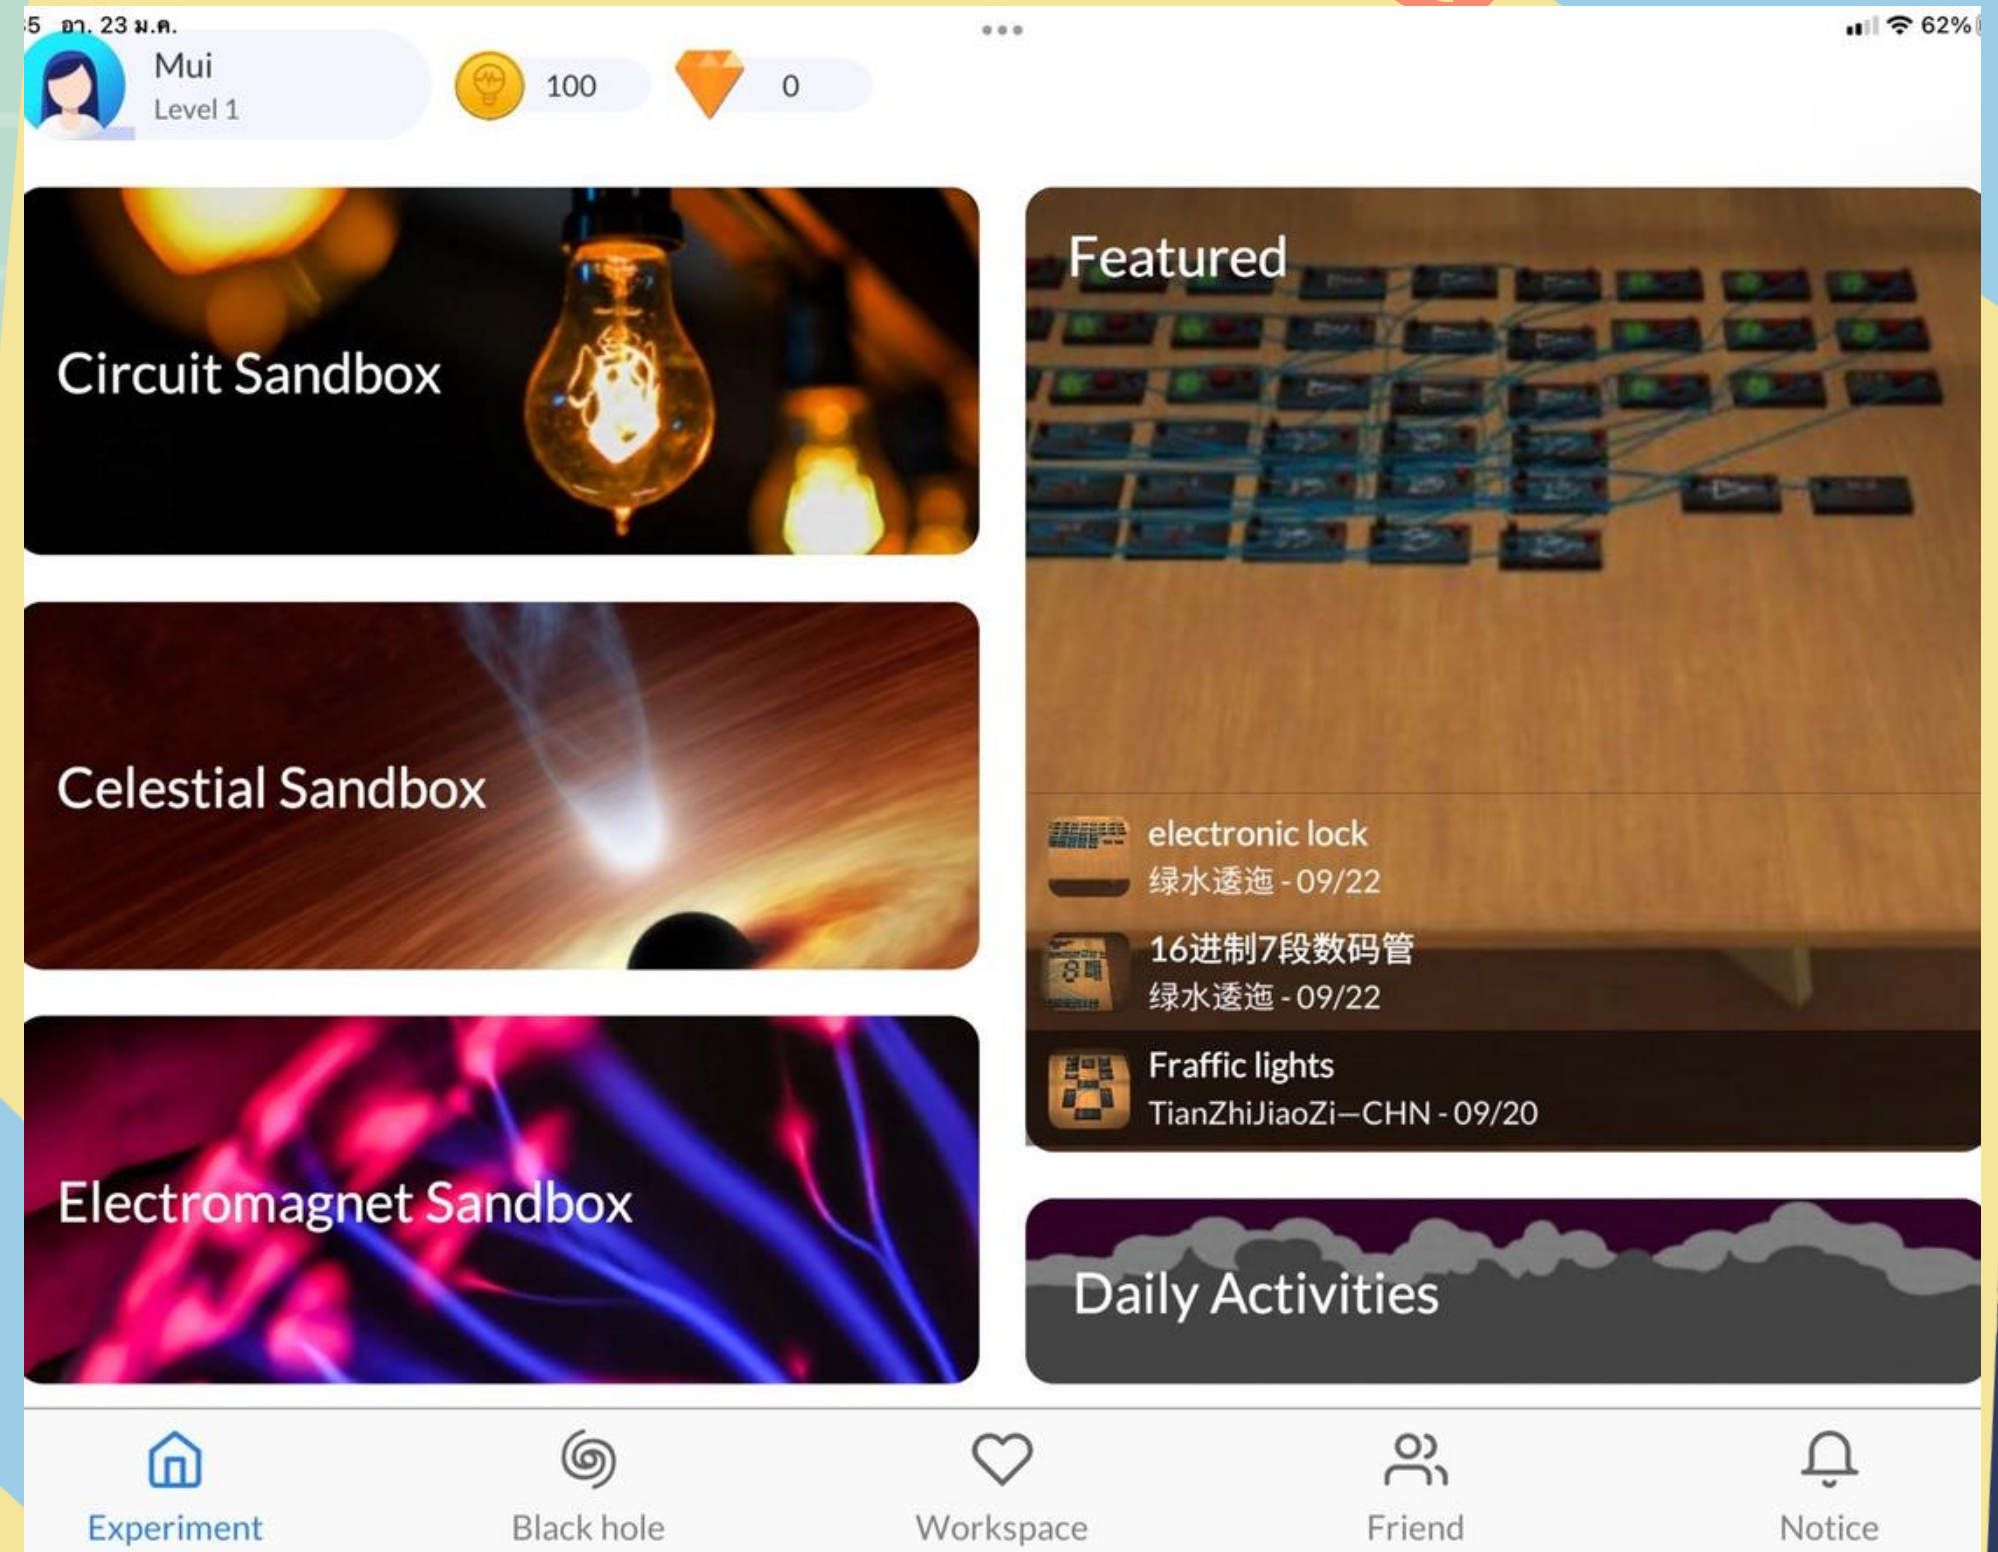 อา. 23 ม.ค.
62%
Mui
Level 1
100
0
Circuit Sandbox
Celestial Sandbox
Electromagnet Sandbox
Featured
electronic lock
绿水逶迤 - 09/22
16进制7段数码管
绿水逶迤 - 09/22
Fraffic lights
TianZhiJiaoZi—CHN - 09/20
Daily Activities
Experiment
Black hole
Workspace
Friend
Notice